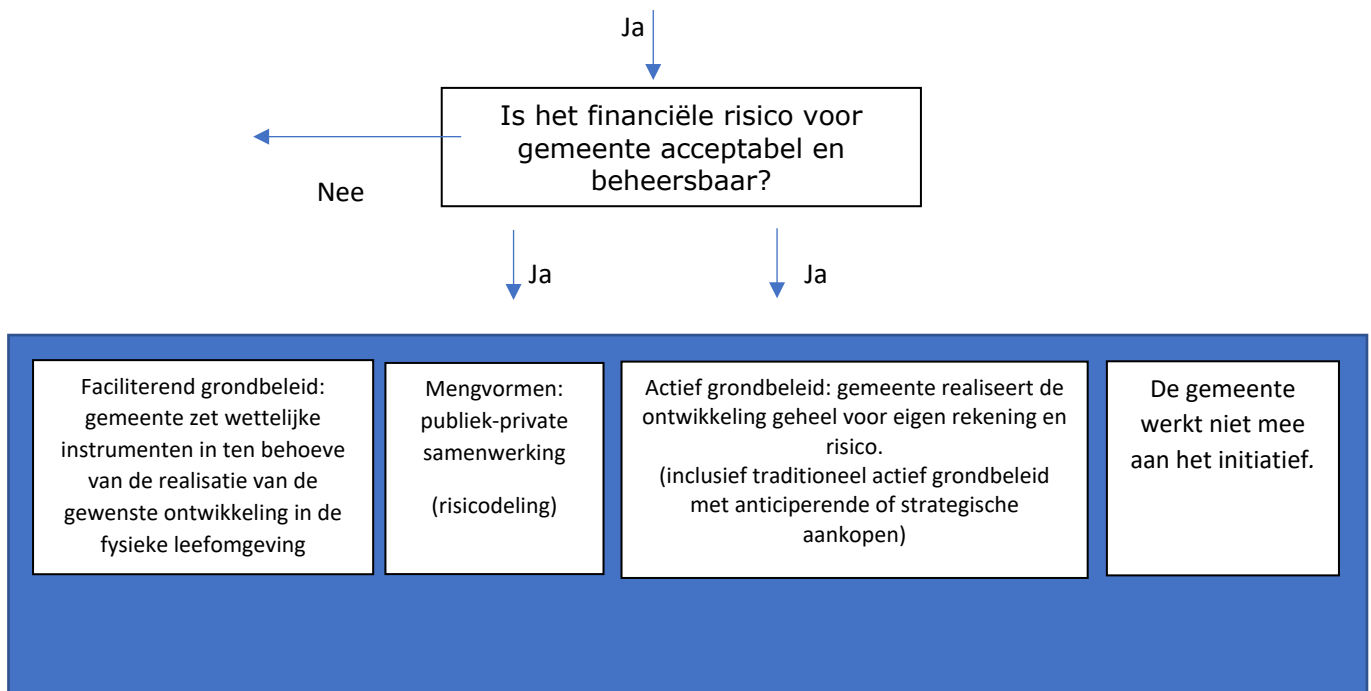 Ja
Is het financiële risico voor
gemeente acceptabel en
beheersbaar?
Nee
Ja
Ja
Faciliterend grondbeleid:
gemeente zet wettelijke
instrumenten in ten behoeve
van de realisatie van de
gewenste ontwikkeling in de
fysieke leefomgeving
Mengvormen:
publiek-private
samenwerking
(risicodeling)
Actief grondbeleid: gemeente realiseert de
ontwikkeling geheel voor eigen rekening en
risico.
(inclusief traditioneel actief grondbeleid
met anticiperende of strategische
aankopen)
De gemeente
werkt niet mee
aan het initiatief.